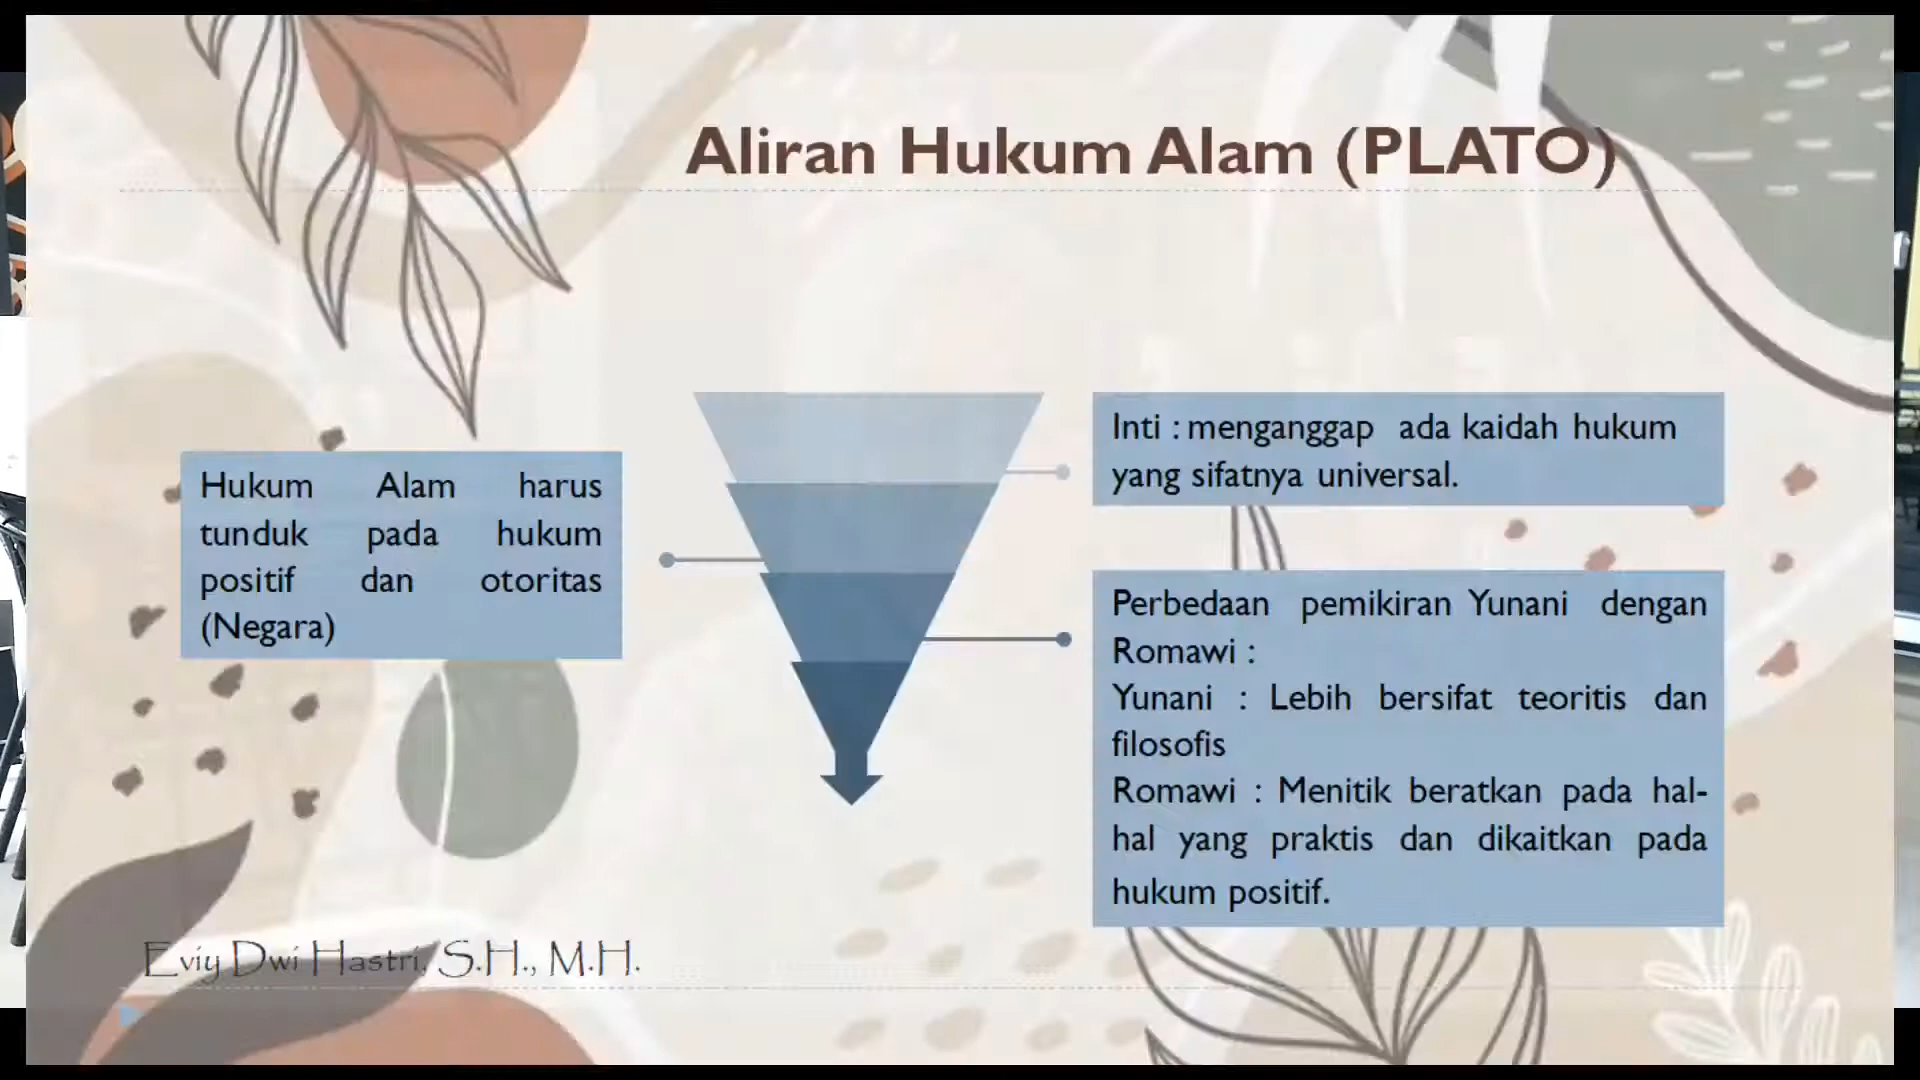 Aliran Hukum Alam (PLATO)
Hukum Alam harus
tunduk pada hukum
positif dan otoritas
(Negara)
Inti : menganggap ada kaidah hukum
yang sifatnya universal.
Perbedaan pemikiran Yunani dengan
Romawi :
Yunani : Lebih bersifat teoritis dan
filosofis
Romawi : Menitik beratkan pada hal-
hal yang praktis dan dikaitkan pada
hukum positif.
Eviy Dwi Hastri, S.H., M.H.